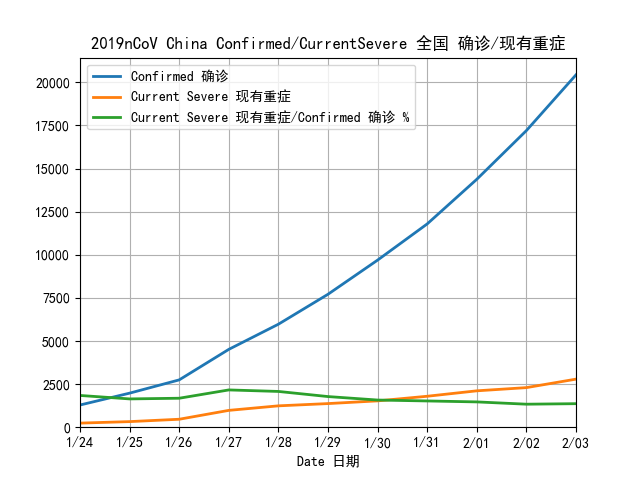 2019nCoV China Confirmed/CurrentSevere 全国 确诊/现有重症
Confirmed 确诊
Current Severe 现有重症
Current Severe 现有重症/Confirmed 确诊 %
20000
17500
15000
12500
10000
7500
5000
2500
0
1/24 1/25 1/26 1/27 1/28 1/29 1/30 1/31 2/01 2/02 2/03
Date 日期